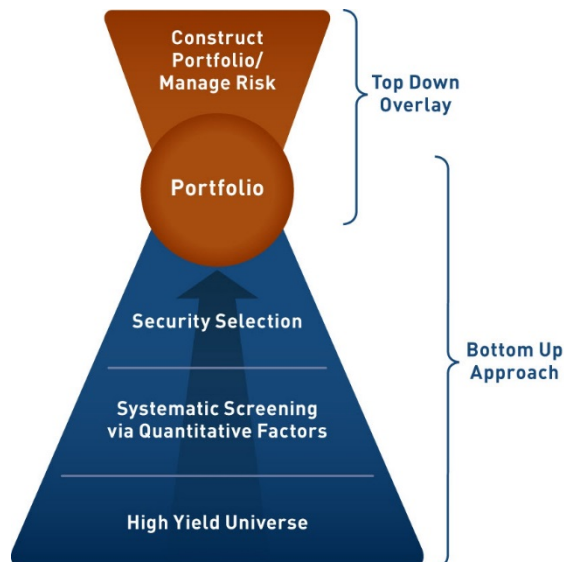 Construct
Portfolio/
Manage Risk
Top Down
Overlay
Portfolio
Security Selection
Bottom Up
Approach
Systematic Screening
via Quantitative Factors
High Yield Universe